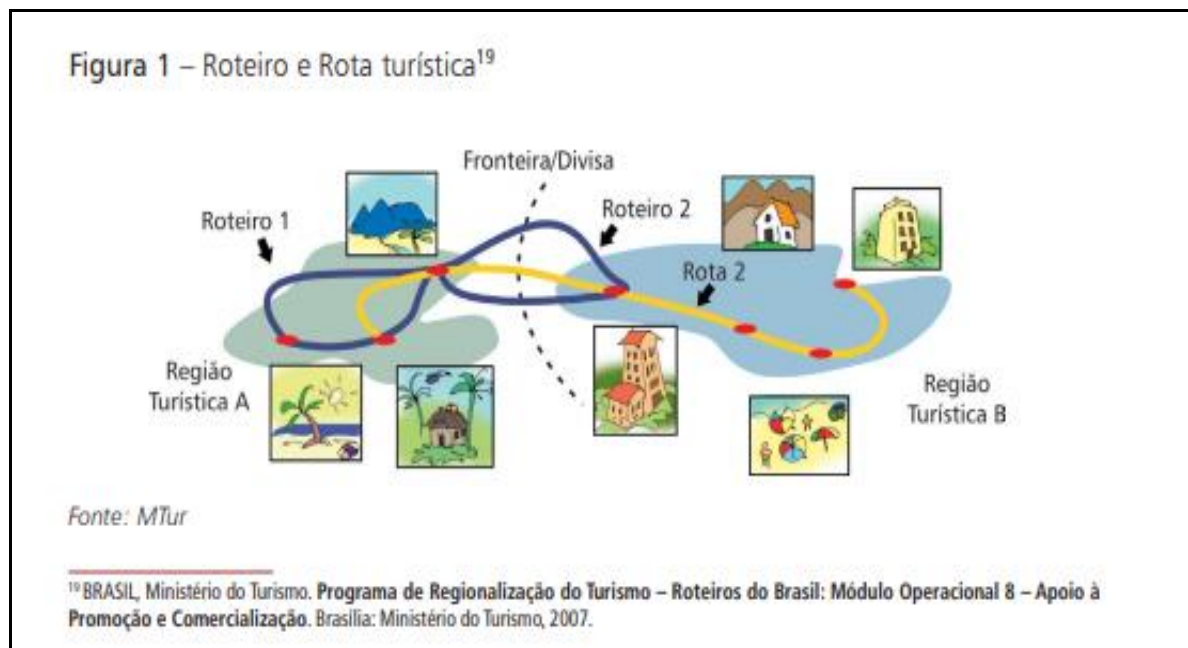 Figura 1 – Roteiro e Rota turística¹⁹
Fronteira/Divisa
Roteiro 1
Roteiro 2
Rota 2
Região
Turística A
Região
Turística B
Fonte: MTur
¹⁹ BRASIL, Ministério do Turismo. Programa de Regionalização do Turismo – Roteiros do Brasil: Módulo Operacional 8 – Apoio à
Promoção e Comercialização. Brasília: Ministério do Turismo, 2007.